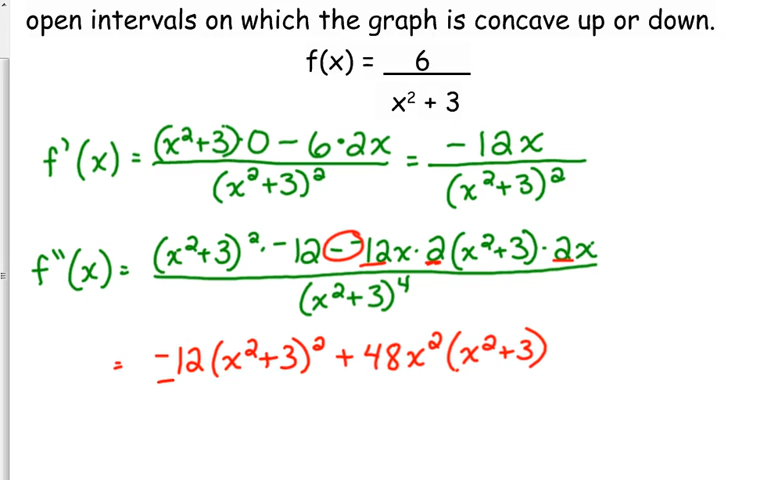 open intervals on which the graph is concave up or down.
f(x) = 6 / x² + 3
f'(x) = (x²+3)·0 − 6·2x / (x²+3)² = −12x / (x²+3)²
f"(x) = (x²+3)²·−12 − −12x·2(x²+3)·2x / (x²+3)⁴
= −12(x²+3)² + 48x²(x²+3)